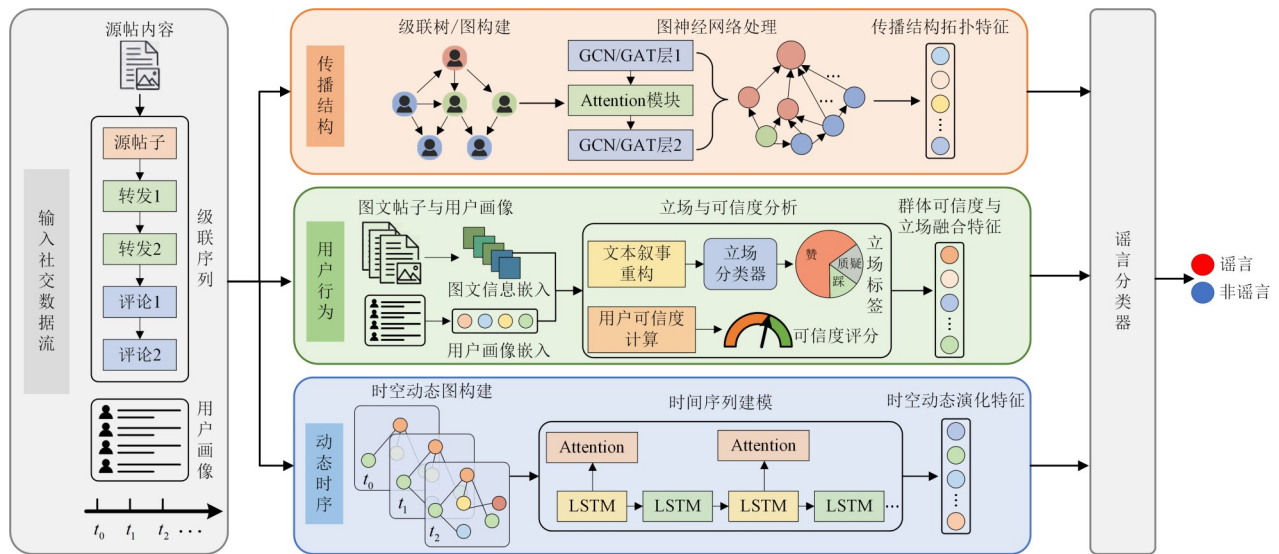 源帖内容
源帖子
转发1
转发2
评论1
评论2
级联序列
输入社交数据流
用户画像
t0 t1 t2 ...
传播结构
级联树/图构建
图神经网络处理
GCN/GAT层1
Attention模块
GCN/GAT层2
...
...
传播结构拓扑特征
用户行为
图文帖子与用户画像
图文信息嵌入
用户画像嵌入
立场与可信度分析
文本叙事
重构
立场
分类器
赞
质疑
踩
立场标签
用户可信度
计算
可信度评分
群体可信度与
立场融合特征
动态时序
时空动态图构建
t0
t1
t2
时间序列建模
Attention
Attention
LSTM
LSTM
LSTM
LSTM
...
时空动态演化特征
谣言分类器
谣言
非谣言